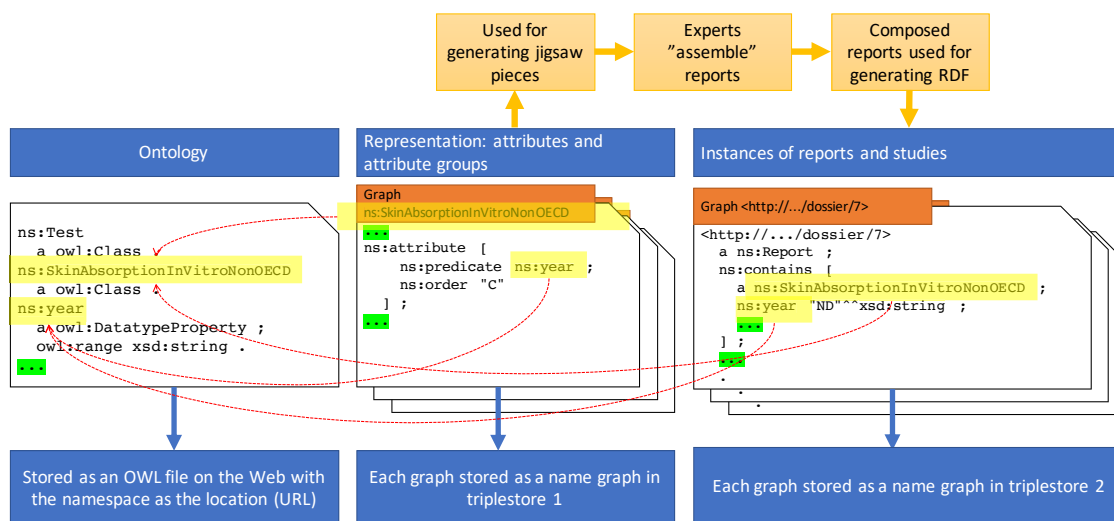 Used for
generating jigsaw
pieces
Experts
”assemble”
reports
Composed
reports used for
generating RDF
Ontology
Representation: attributes and
attribute groups
Instances of reports and studies
ns:Test
a owl:Class .
ns:SkinAbsorptionInVitroNonOECD
a owl:Class .
ns:year
a owl:DatatypeProperty ;
owl:range xsd:string .
...
Graph
ns:SkinAbsorptionInVitroNonOECD
...
ns:attribute [
ns:predicate ns:year ;
ns:order "C"
] ;
...
Graph <http://.../dossier/7>
<http://.../dossier/7>
a ns:Report ;
ns:contains [
a ns:SkinAbsorptionInVitroNonOECD ;
ns:year "ND"^^xsd:string ;
...
] ;
...
.
.
.
Stored as an OWL file on the Web with
the namespace as the location (URL)
Each graph stored as a name graph in
triplestore 1
Each graph stored as a name graph in triplestore 2